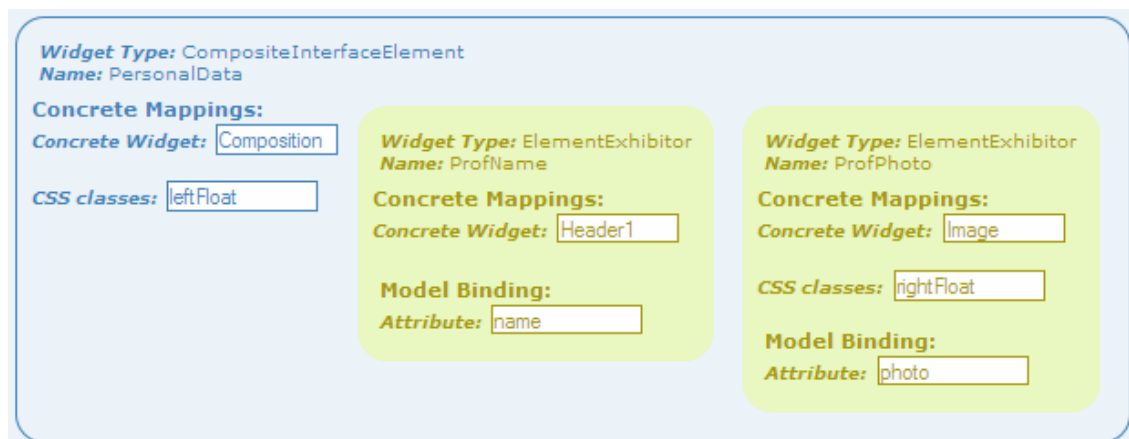 Widget Type: CompositeInterfaceElement
Name: PersonalData
Concrete Mappings:
Concrete Widget: Composition
CSS classes: leftFloat
Widget Type: ElementExhibitor
Name: ProfName
Concrete Mappings:
Concrete Widget: Header1
Model Binding:
Attribute: name
Widget Type: ElementExhibitor
Name: ProfPhoto
Concrete Mappings:
Concrete Widget: Image
CSS classes: rightFloat
Model Binding:
Attribute: photo